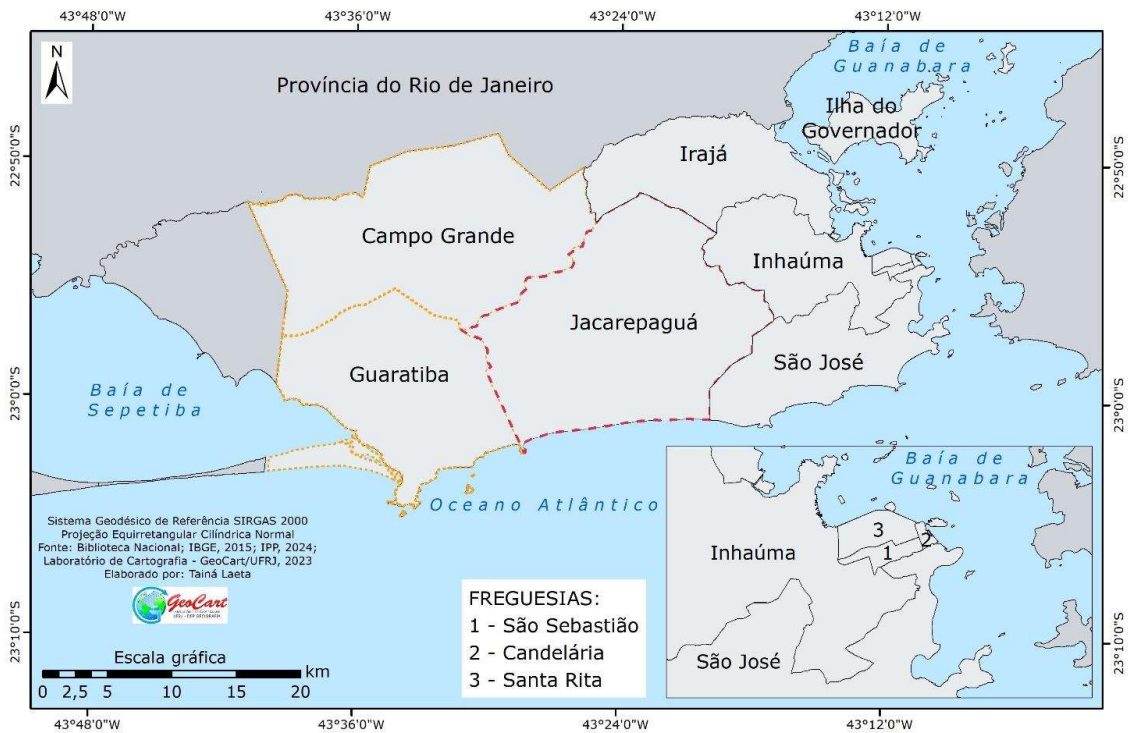 43°48'0"W 43°36'0"W 43°24'0"W 43°12'0"W
N
Baía de
Guanabara
Província do Rio de Janeiro
Ilha do
Governador
22°50'0"S
Irajá
22°50'0"S
Campo Grande
Inhaúma
Jacarepaguá
São José
Guaratiba
23°0'0"S
Baía de
Sepetiba
23°0'0"S
Oceano Atlântico
Sistema Geodésico de Referência SIRGAS 2000
Projeção Equirretangular Cilíndrica Normal
Fonte: Biblioteca Nacional; IBGE, 2015; IPP, 2024;
Laboratório de Cartografia - GeoCart/UFRJ, 2023
Elaborado por: Tainá Laeta
GeoCart
Escala gráfica
km
0 2,5 5 10 15 20
23°10'0"S
FREGUESIAS:
1 - São Sebastião
2 - Candelária
3 - Santa Rita
Baía de
Guanabara
3
2
1
Inhaúma
São José
23°10'0"S
43°48'0"W 43°36'0"W 43°24'0"W 43°12'0"W